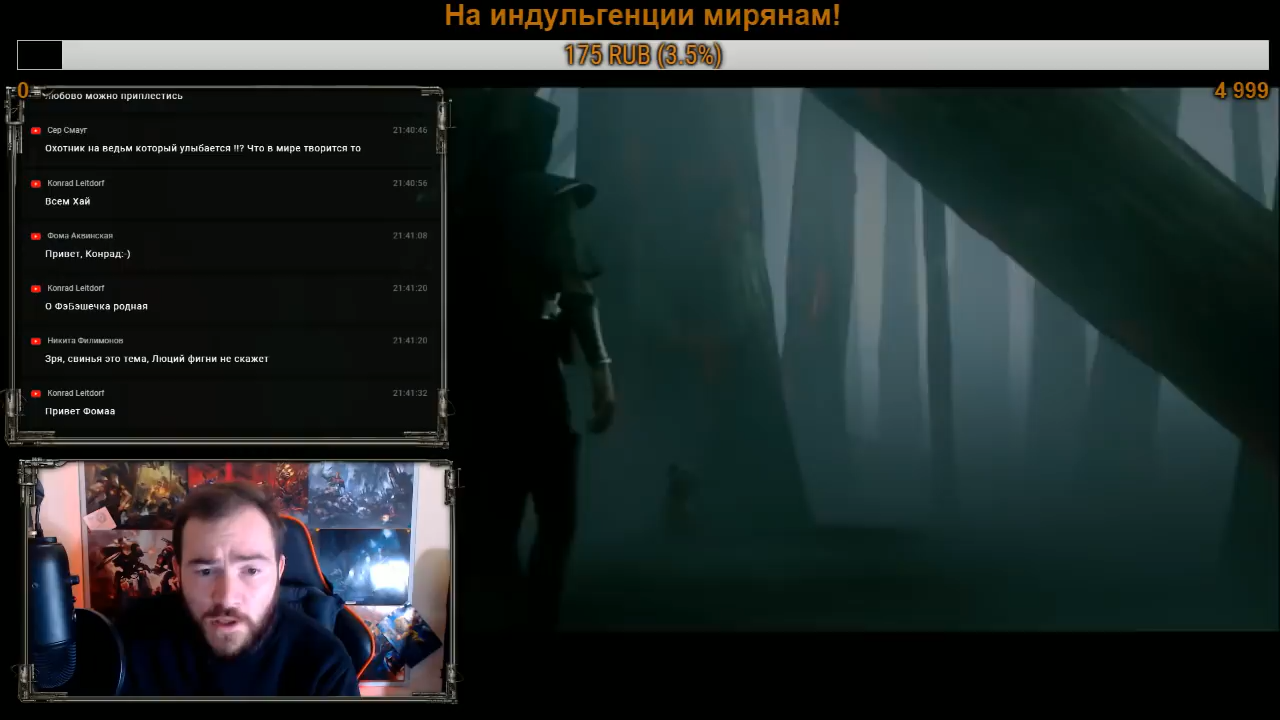 На индульгенции мирянам!
175 RUB (3.5%)
0
4 999
любово можно приплестись
Сер Смауг 21:40:46
Охотник на ведьм который улыбается !!? Что в мире творится то
Konrad Leitdorf 21:40:56
Всем Хай
Фома Аквинская 21:41:08
Привет, Конрад: )
Konrad Leitdorf 21:41:20
О ФэБэшечка родная
Никита Филимонов 21:41:20
Зря, свинья это тема, Люций фигни не скажет
Konrad Leitdorf 21:41:32
Привет Фомаа